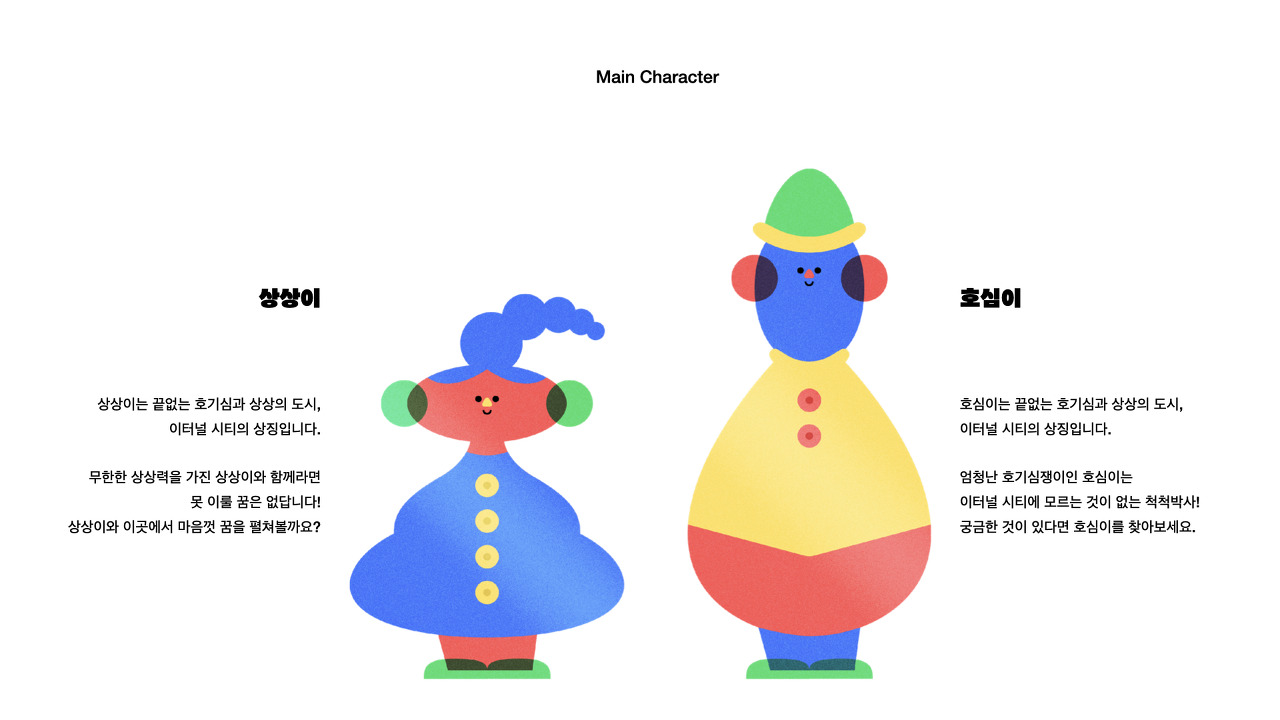 Main Character
상상이
상상이는 끝없는 호기심과 상상의 도시,
이터널 시티의 상징입니다.
무한한 상상력을 가진 상상이와 함께라면
못 이룰 꿈은 없답니다!
상상이와 이곳에서 마음껏 꿈을 펼쳐볼까요?
호심이
호심이는 끝없는 호기심과 상상의 도시,
이터널 시티의 상징입니다.
엄청난 호기심쟁이인 호심이는
이터널 시티에 모르는 것이 없는 척척박사!
궁금한 것이 있다면 호심이를 찾아보세요.